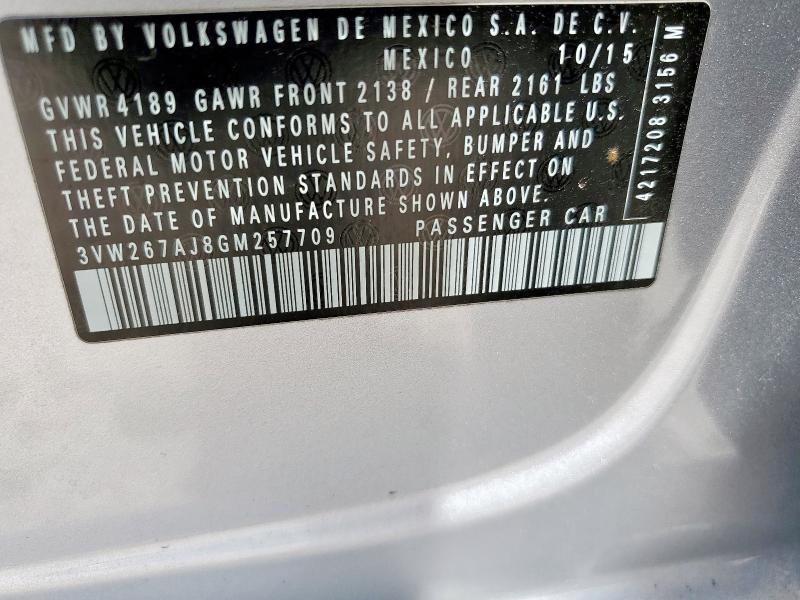 MFD BY VOLKSWAGEN DE MEXICO S.A. DE C.V.
MEXICO 10/15
GVWR 4189 GAWR FRONT 2138 / REAR 2161 LBS
THIS VEHICLE CONFORMS TO ALL APPLICABLE U.S.
FEDERAL MOTOR VEHICLE SAFETY, BUMPER AND
THEFT PREVENTION STANDARDS IN EFFECT ON
THE DATE OF MANUFACTURE SHOWN ABOVE.
3VW267AJ8GM257709 PASSENGER CAR
4217208 3156 M